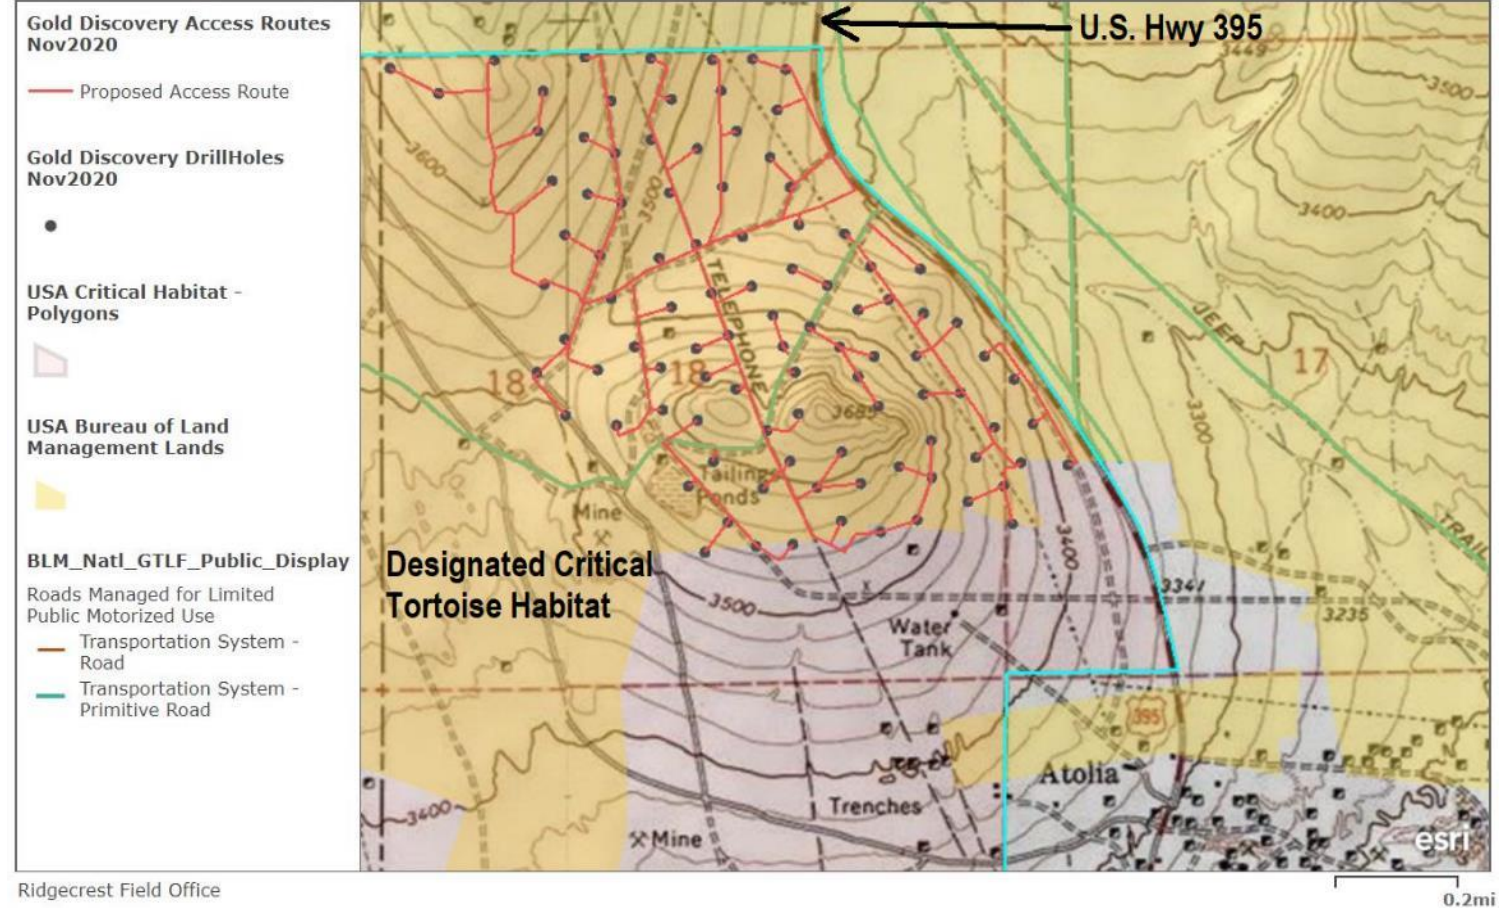 Gold Discovery Access Routes
Nov2020
Proposed Access Route
Gold Discovery DrillHoles
Nov2020
USA Critical Habitat -
Polygons
USA Bureau of Land
Management Lands
BLM_Natl_GTLF_Public_Display
Roads Managed for Limited
Public Motorized Use
Transportation System -
Road
Transportation System -
Primitive Road
U.S. Hwy 395
3449
3500
3600
3500
3400
TELEPHONE
JEEP
17
18
18
3685
3300
Tailing
Ponds
Mine
TRAIL
3400
Designated Critical
Tortoise Habitat
3500
x
3341
3235
Water
Tank
395
Atolia
Trenches
3400
Mine
esri
Ridgecrest Field Office
0.2mi